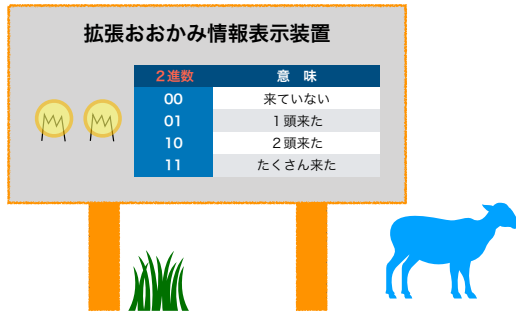 拡張おおかみ情報表示装置
2進数 意 味
00 来ていない
01 1頭来た
10 2頭来た
11 たくさん来た